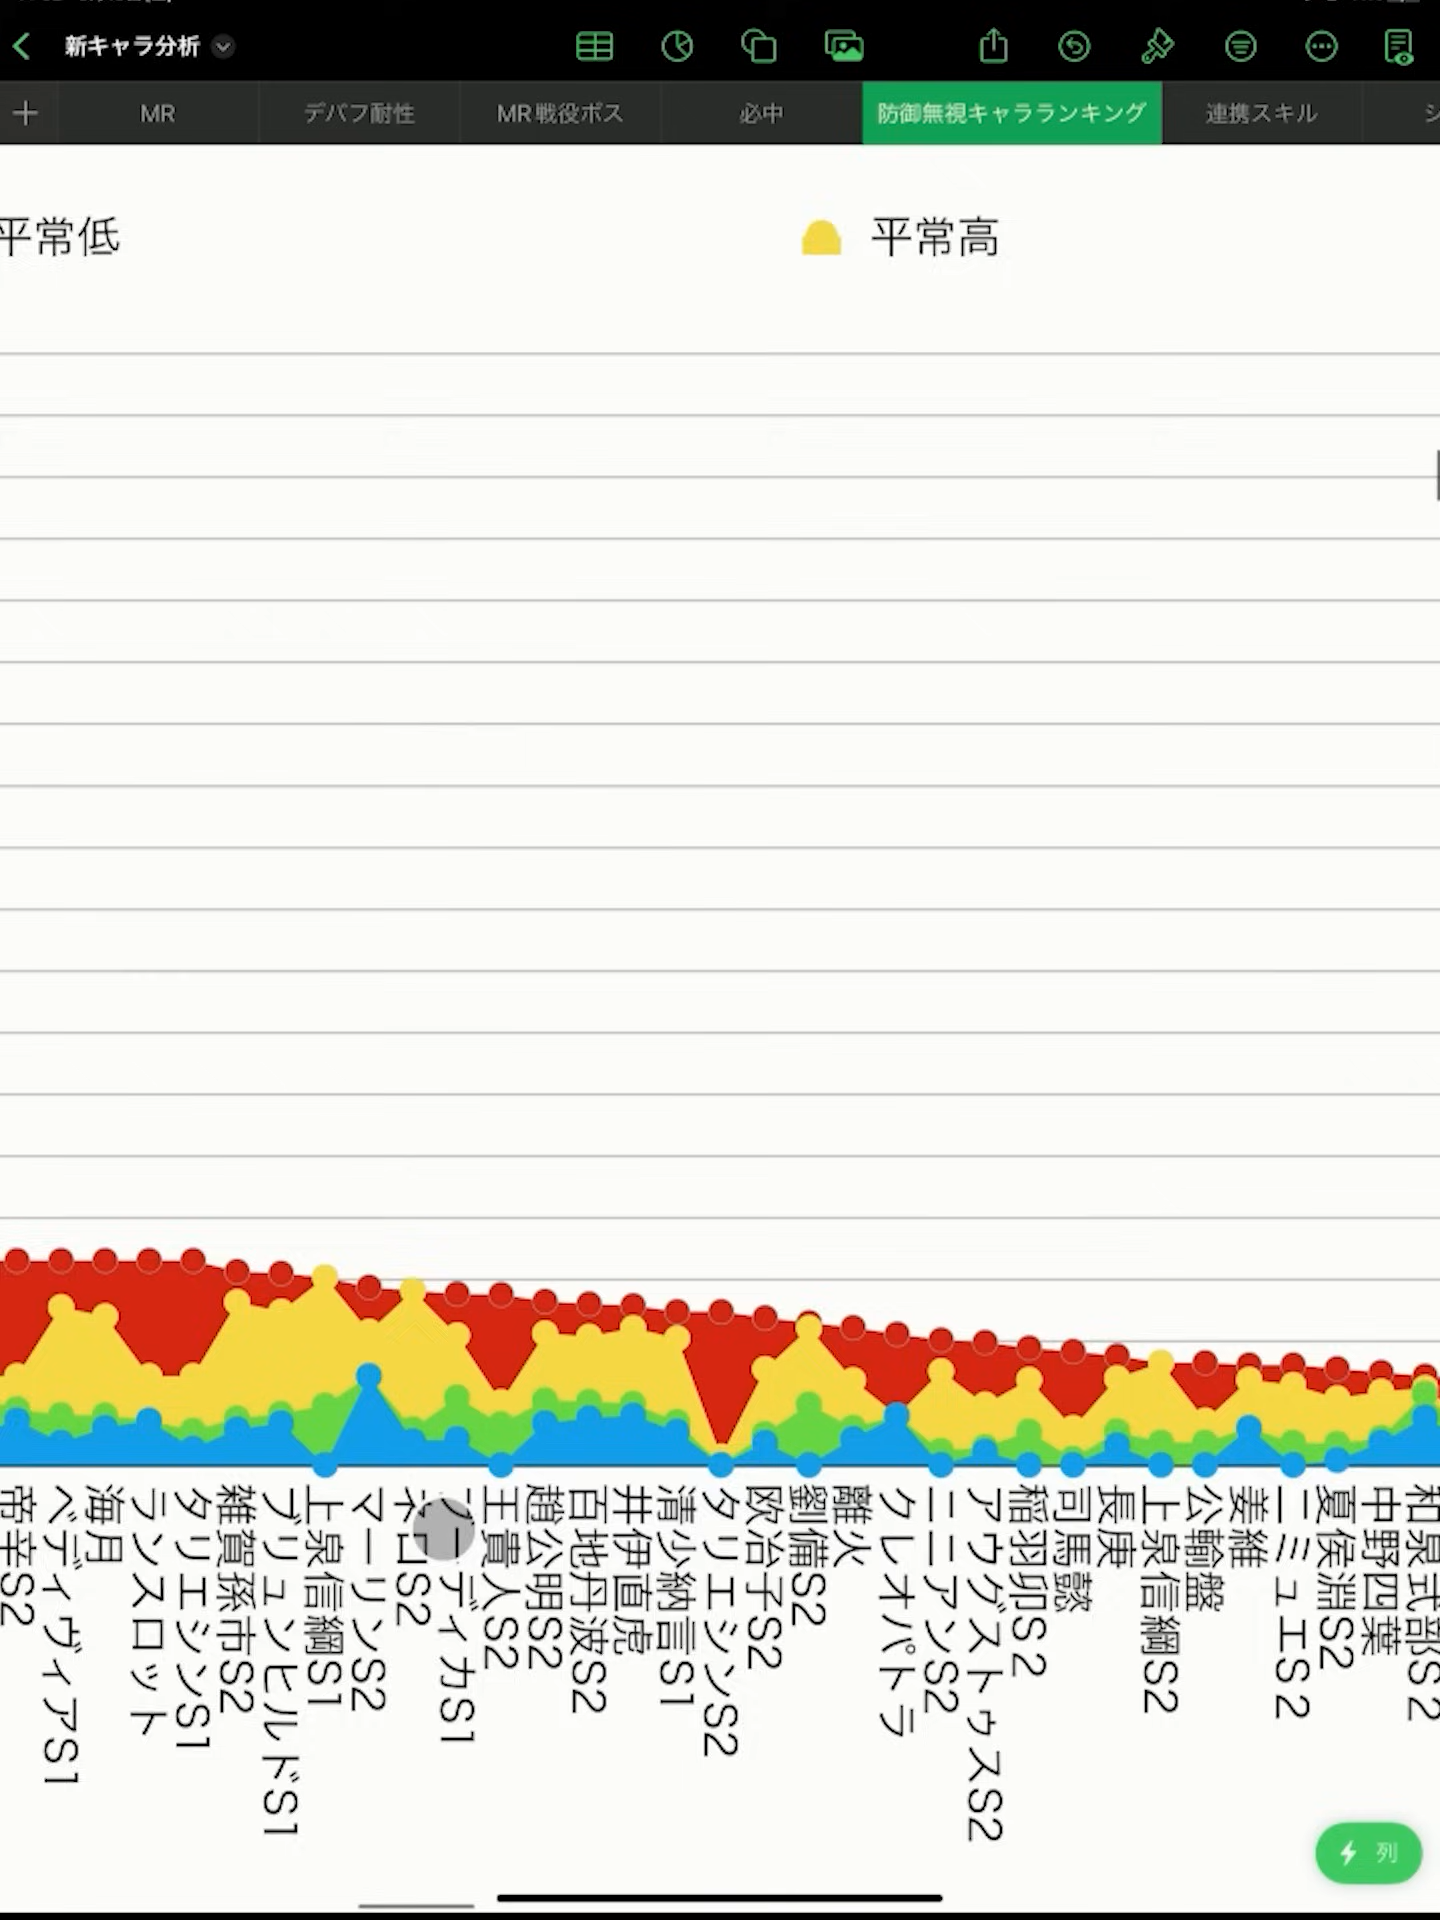 新キャラ分析
MR
デバフ耐性
MR戦役ボス
必中
防御無視キャラランキング
連携スキル
平常低
平常高
帝辛S2
ベディヴィアS1
海月
ランスロット
タリエシンS1
雑賀孫市S2
ブリュンヒルドS1
上泉信綱S1
マーリンS2
ネロS2
ディカS1
王貴人S2
趙公明S2
百地丹波S2
井伊直虎
清少納言S1
タリエシンS2
欧冶子S2
劉備S2
離火
クレオパトラ
ニニアンS2
アウグストゥスS2
稲羽卯S2
司馬懿
長庚
上泉信綱S2
公輸盤
姜維
ニミュエS2
夏侯淵S2
中野四葉
和泉式部S2
列